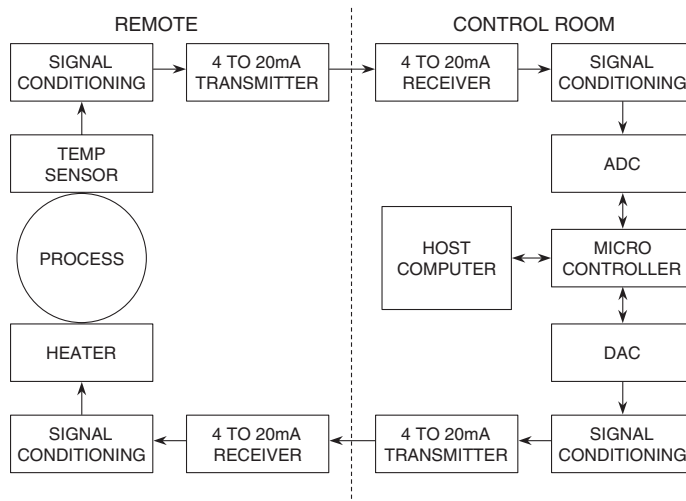 REMOTE
CONTROL ROOM
SIGNAL
CONDITIONING
4 TO 20mA
TRANSMITTER
4 TO 20mA
RECEIVER
SIGNAL
CONDITIONING
TEMP
SENSOR
ADC
PROCESS
HOST
COMPUTER
MICRO
CONTROLLER
HEATER
DAC
SIGNAL
CONDITIONING
4 TO 20mA
RECEIVER
4 TO 20mA
TRANSMITTER
SIGNAL
CONDITIONING